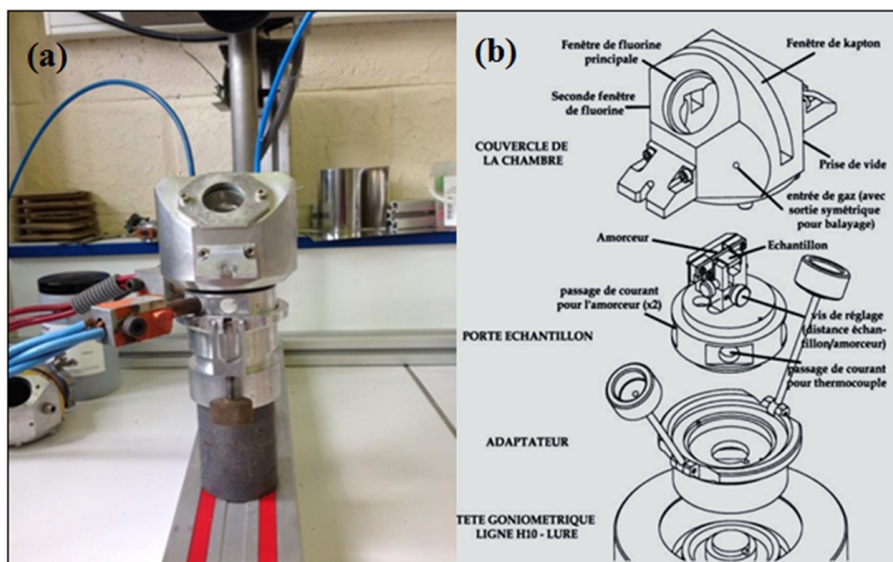 (a)
(b)
Fenêtre de fluorine
principale
Fenêtre de kapton
Seconde fenêtre
de fluorine
COUVERCLE DE
LA CHAMBRE
Prise de vide
entrée de gaz (avec
sortie symétrique
pour balayage)
Amorceur
Echantillon
passage de courant
pour l'amorceur (x2)
vis de réglage
(distance échan-
tillon/amorceur)
PORTE ECHANTILLON
passage de courant
pour thermocouple
ADAPTATEUR
TETE GONIOMETRIQUE
LIGNE H10 - LURE